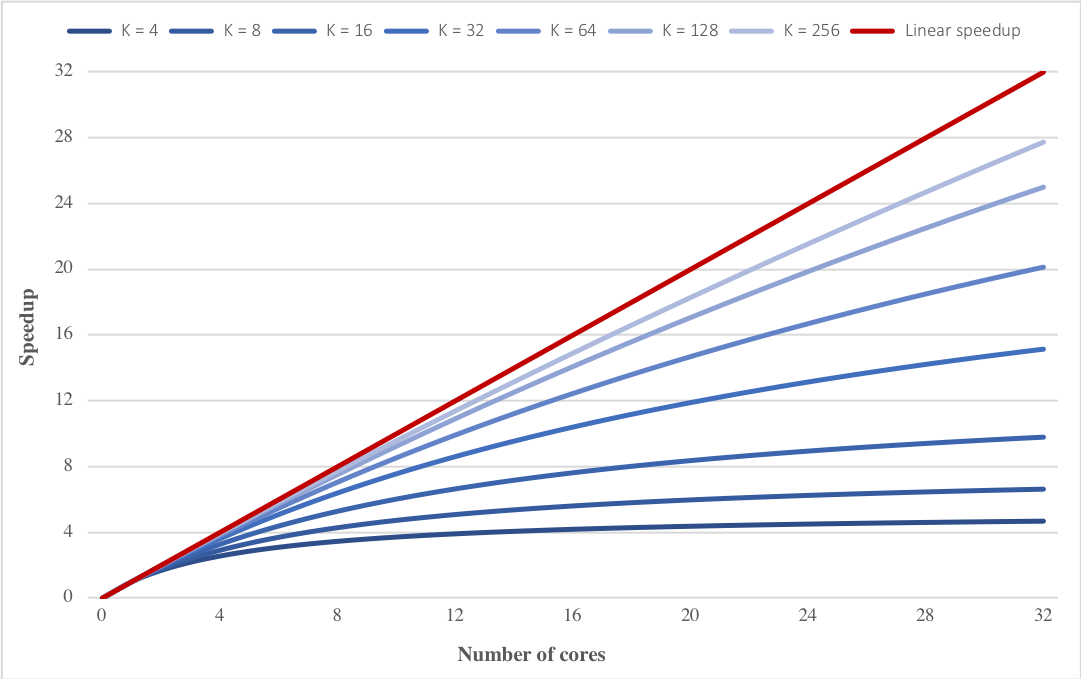 K = 4 K = 8 K = 16 K = 32 K = 64 K = 128 K = 256 Linear speedup
32
28
24
20
16
12
8
4
0
Speedup
0 4 8 12 16 20 24 28 32
Number of cores